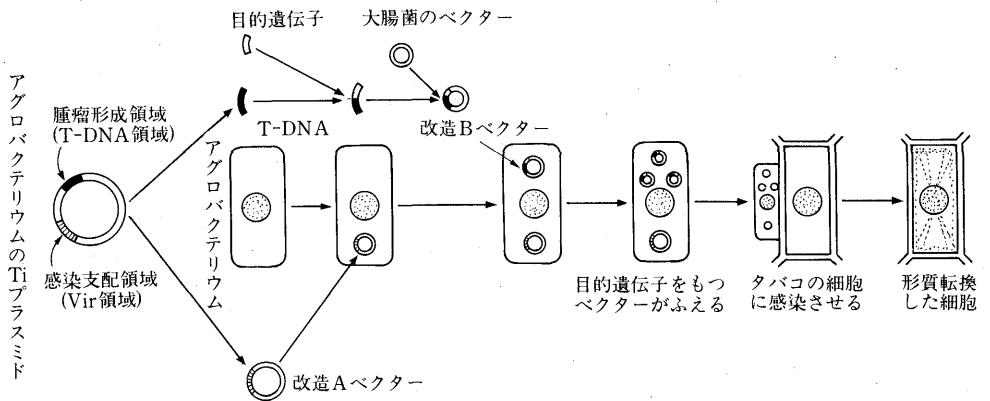 アグロバクテリウムのTiプラスミド
腫瘤形成領域
(T-DNA領域)
感染支配領域
(Vir領域)
目的遺伝子
大腸菌のベクター
T-DNA
改造Bベクター
アグロバクテリウム
改造Aベクター
目的遺伝子をもつ
ベクターがふえる
タバコの細胞
に感染させる
形質転換
した細胞